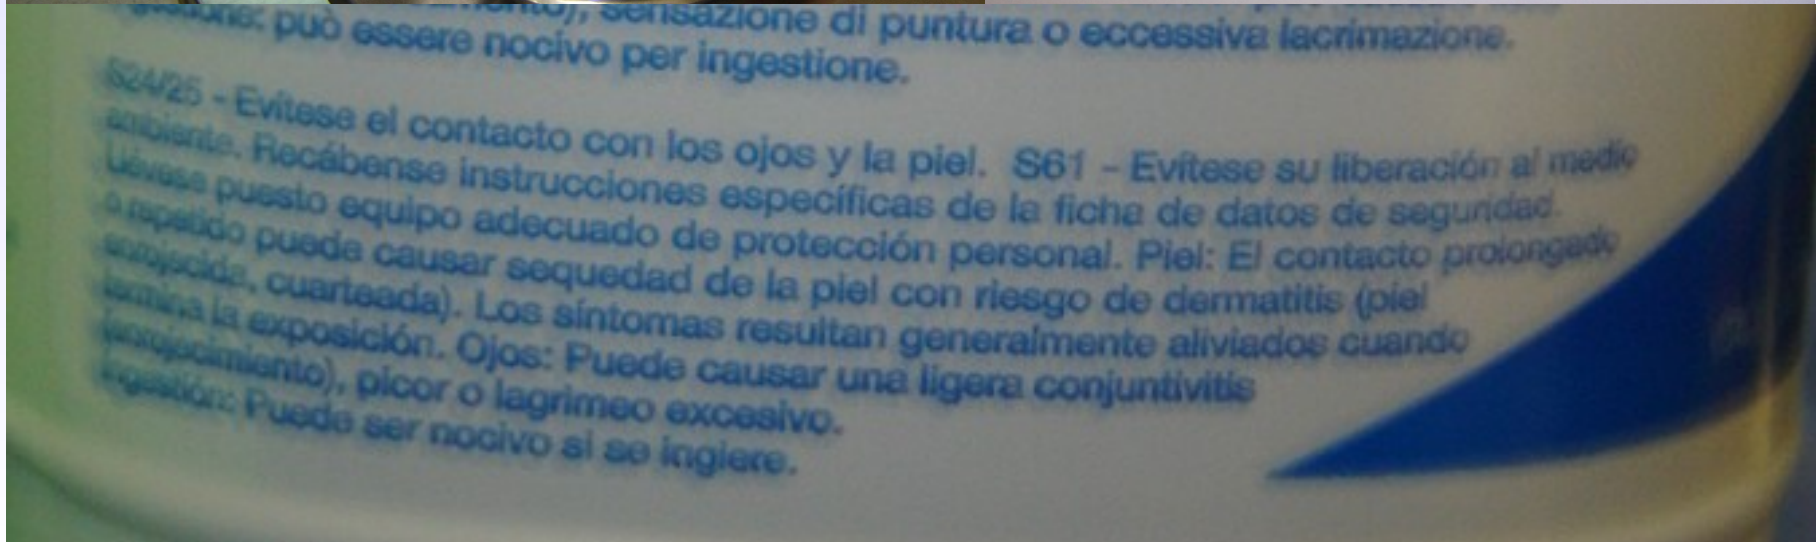 sensazione di puntura o eccessiva lacrimazione.
può essere nocivo per ingestione.
S24/25 - Evítese el contacto con los ojos y la piel. S61 - Evítese su liberación al medio
ambiente. Recábense instrucciones específicas de la ficha de datos de seguridad.
Llévese puesto equipo adecuado de protección personal. Piel: El contacto prolongado
o repetido puede causar sequedad de la piel con riesgo de dermatitis (piel
enrojecida, cuarteada). Los síntomas resultan generalmente aliviados cuando
termina la exposición. Ojos: Puede causar una ligera conjuntivitis
(enrojecimiento), picor o lagrimeo excesivo.
Ingestión: Puede ser nocivo si se ingiere.